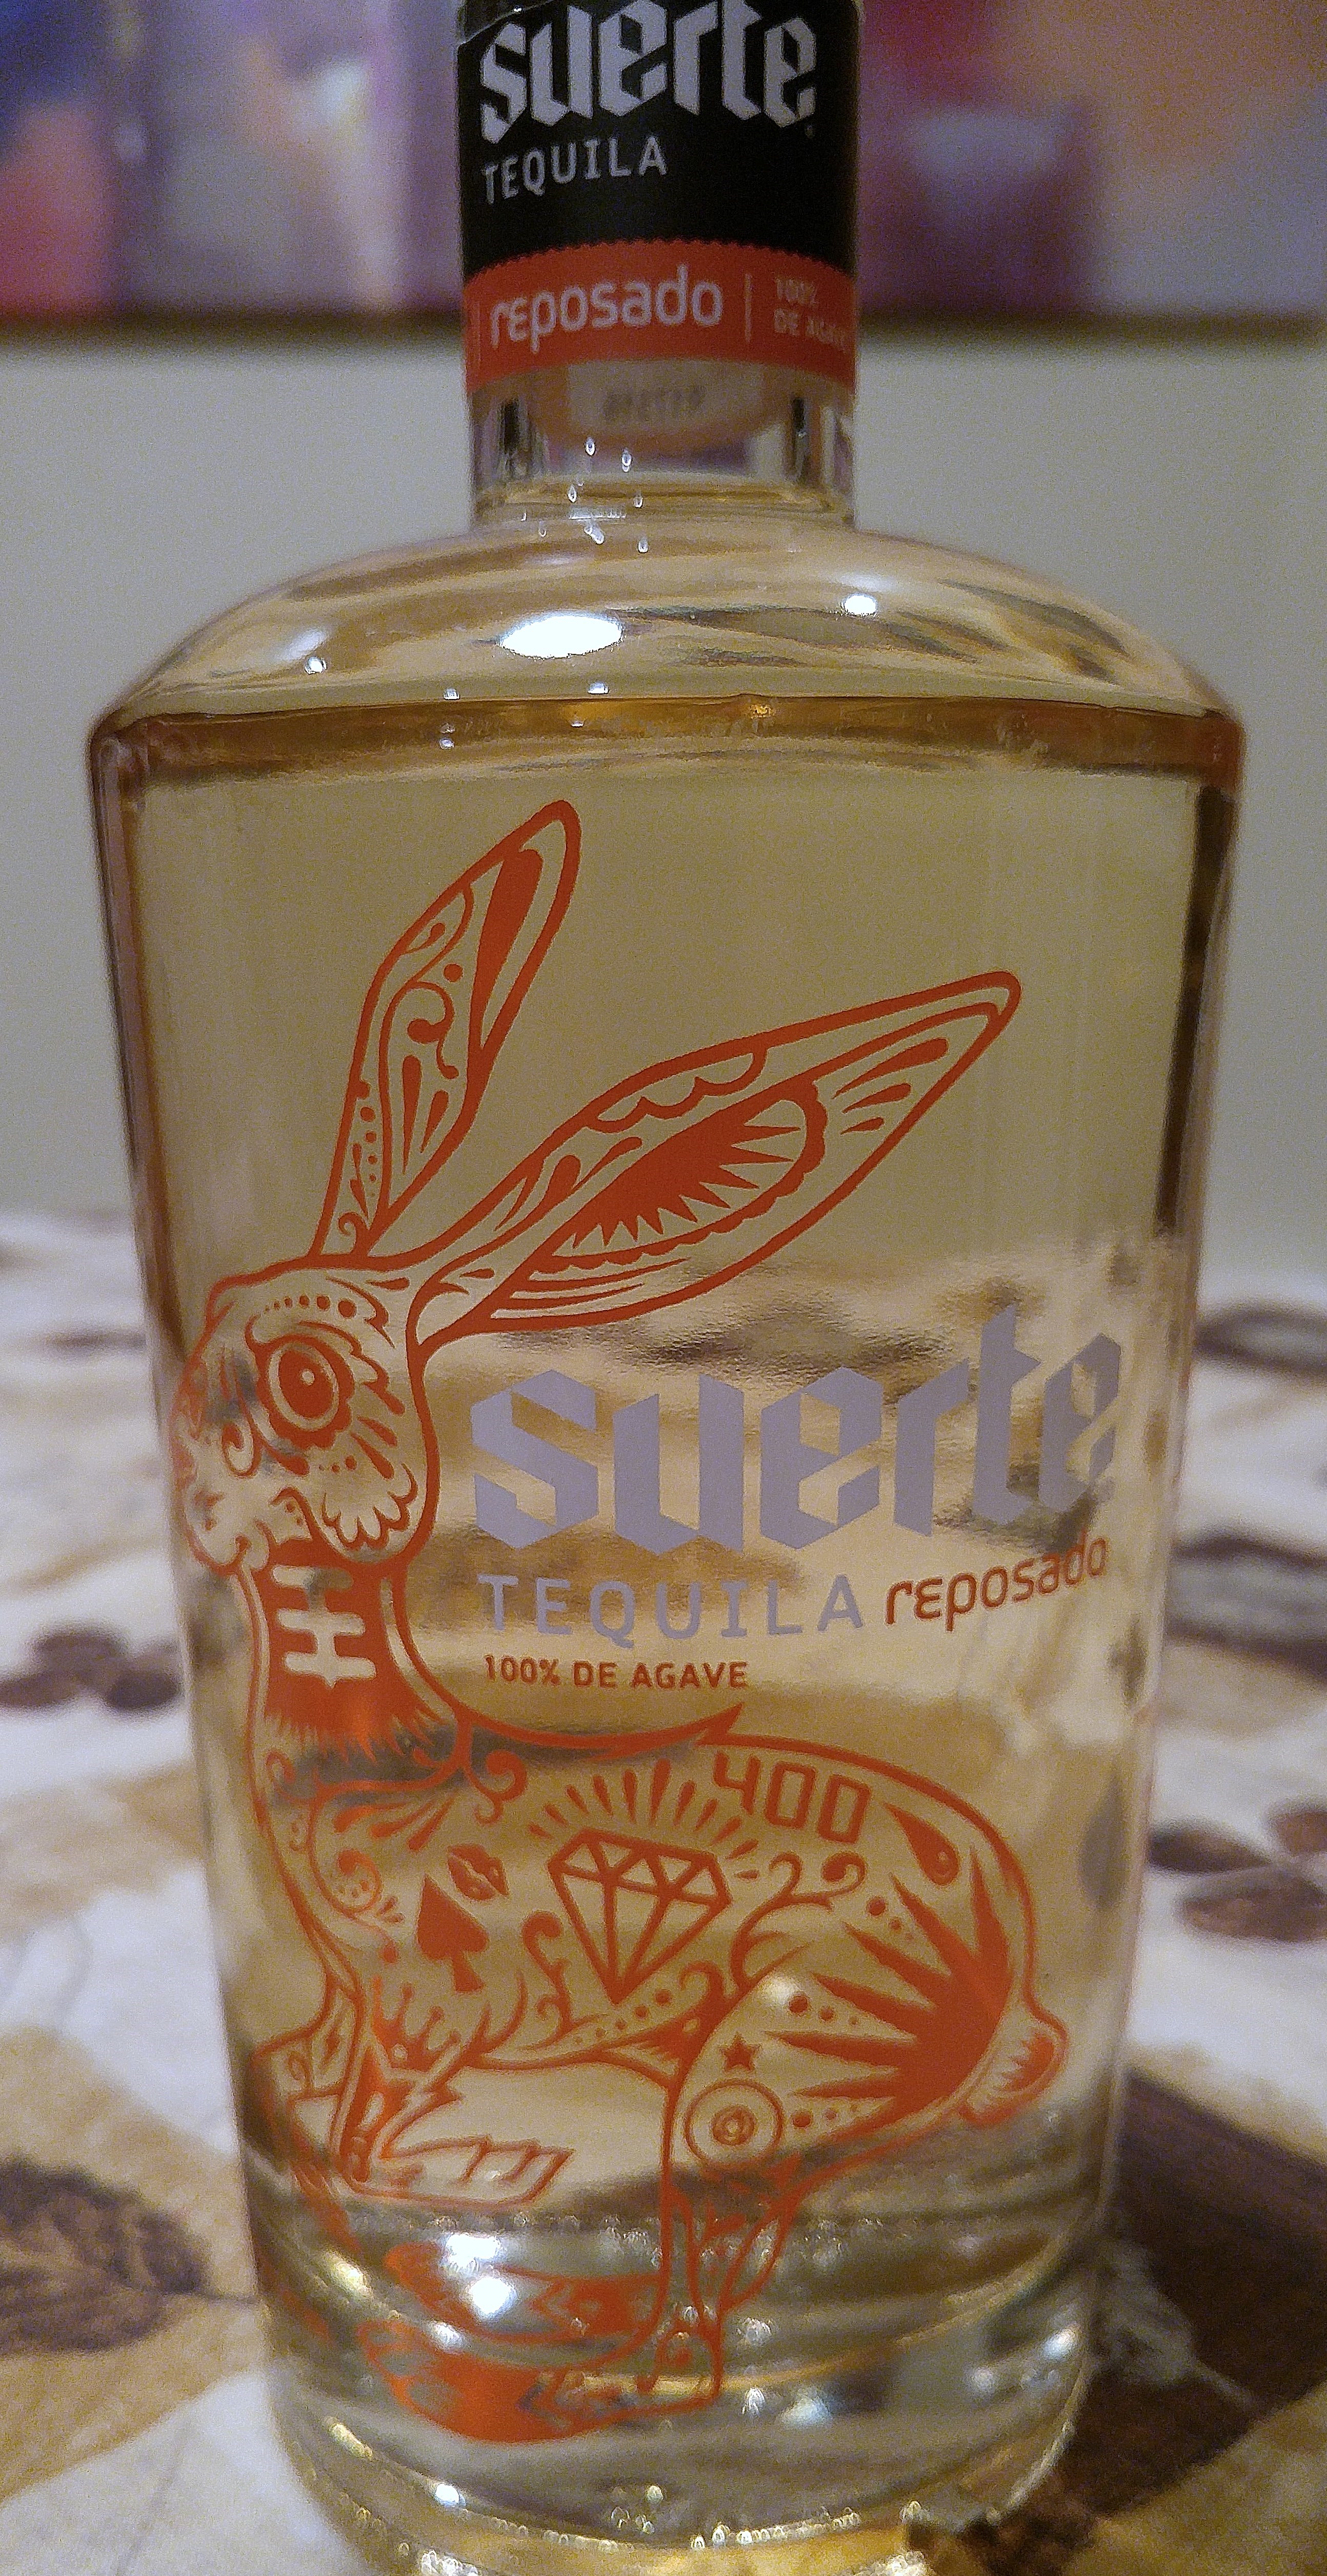 suerte
TEQUILA
reposado
100%
DE AGAVE
suerte
TEQUILA reposado
100% DE AGAVE
400